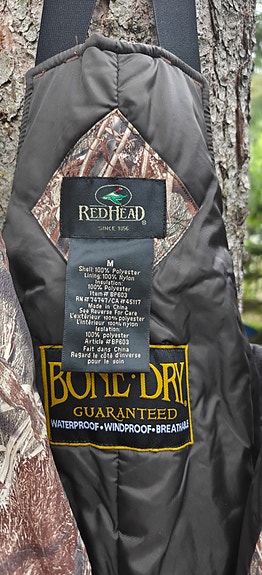 REDHEAD®
SINCE 1856
M
Shell: 100% Polyester
Lining: 100% Nylon
Insulation:
100% Polyester
Item # BP603
RN # 74747/CA # 45117
Made in China
See Reverse For Care
L'extérieur 100% polyester
L'intérieur 100% nylon
Isolation:
100% polyester
Article #BP603
Fait dans China
Regard le côté d'inverse
pour le soin
BONE·DRY®
GUARANTEED
WATERPROOF • WINDPROOF • BREATHABLE